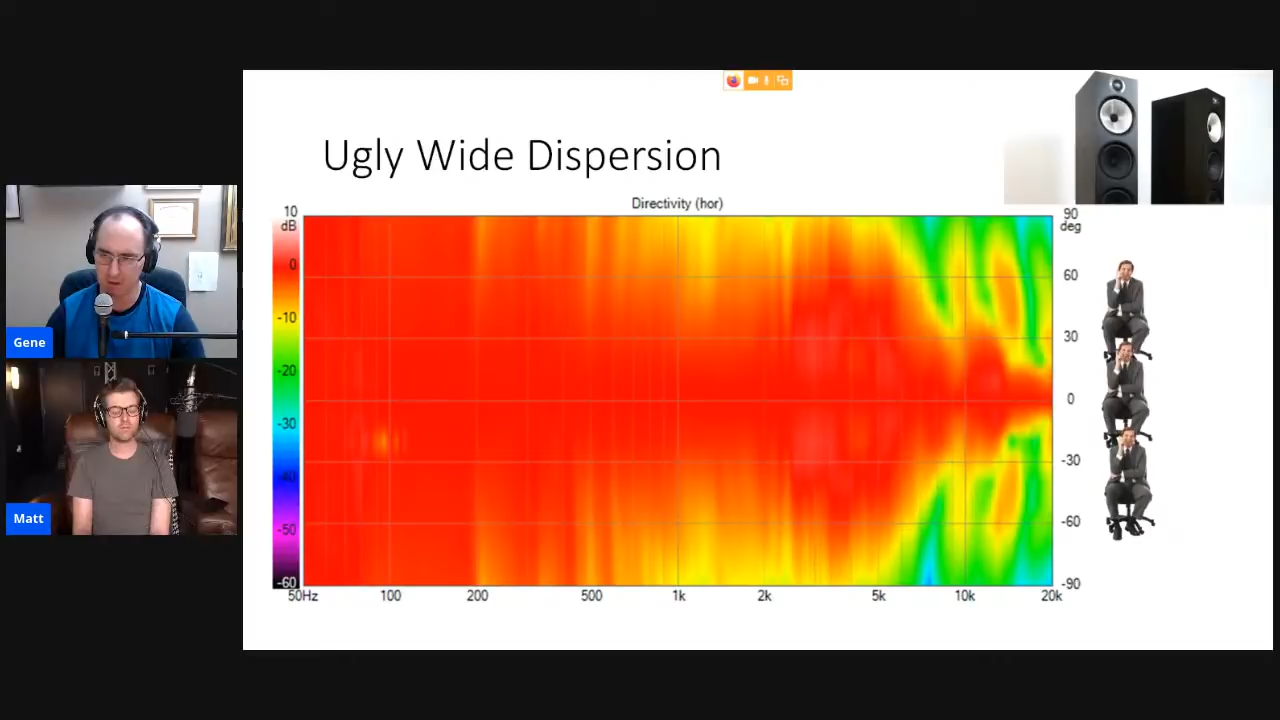 Ugly Wide Dispersion
Directivity (hor)
10
dB
0
-10
-20
-30
-40
-50
-60
90
deg
60
30
0
-30
-60
-90
50Hz 100 200 500 1k 2k 5k 10k 20k
Gene
Matt